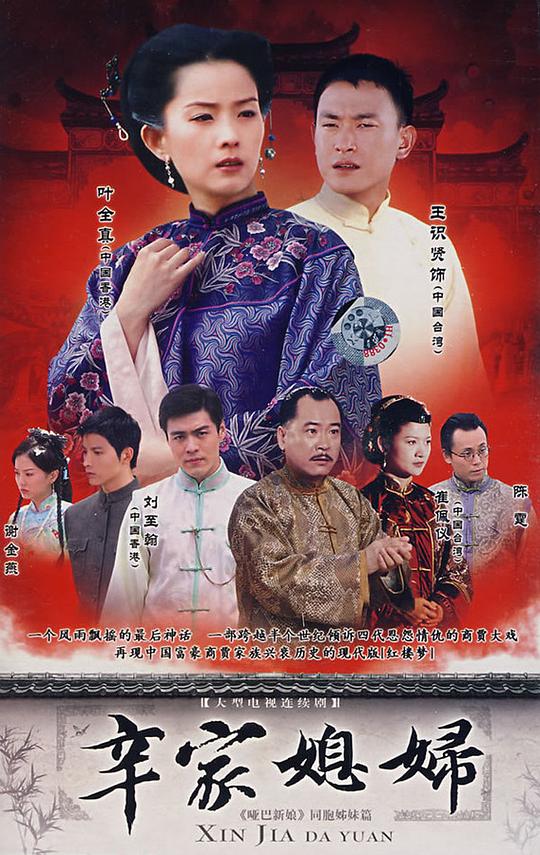 叶全真(中国香港)
王识贤饰(中国台湾)
HI·0388
谢金燕
刘至翰(中国香港)
崔佩仪(中国台湾)
陈霆
一个风雨飘摇的最后神话 一部跨越半个世纪倾诉四代恩怨情仇的商贾大戏
再现中国富豪商贾家族兴衰历史的现代版|红楼梦|
【大型电视连续剧】
辛家媳婦
《哑巴新娘》同胞姊妹篇
XIN JIA DA YUAN